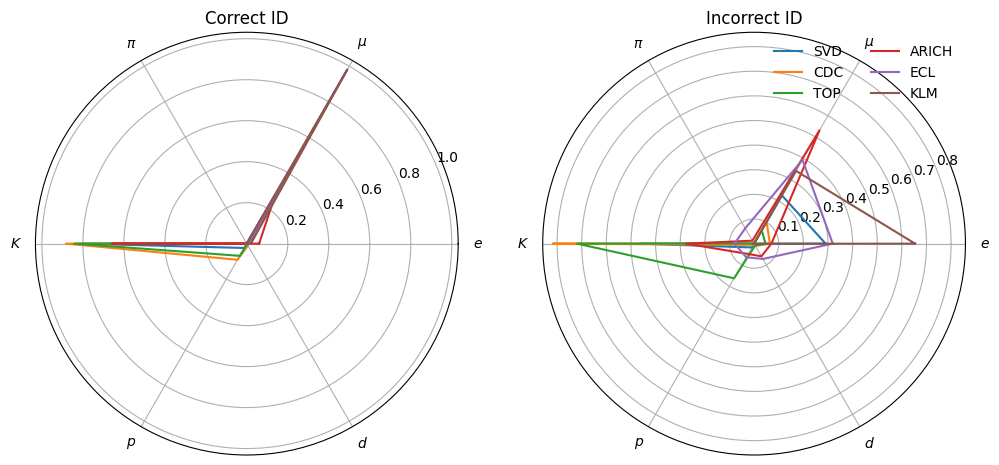 Correct ID
π
μ
K
e
p
d
0.2
0.4
0.6
0.8
1.0
Incorrect ID
π
μ
K
e
p
d
0.1
0.2
0.3
0.4
0.5
0.6
0.7
0.8
SVD
CDC
TOP
ARICH
ECL
KLM